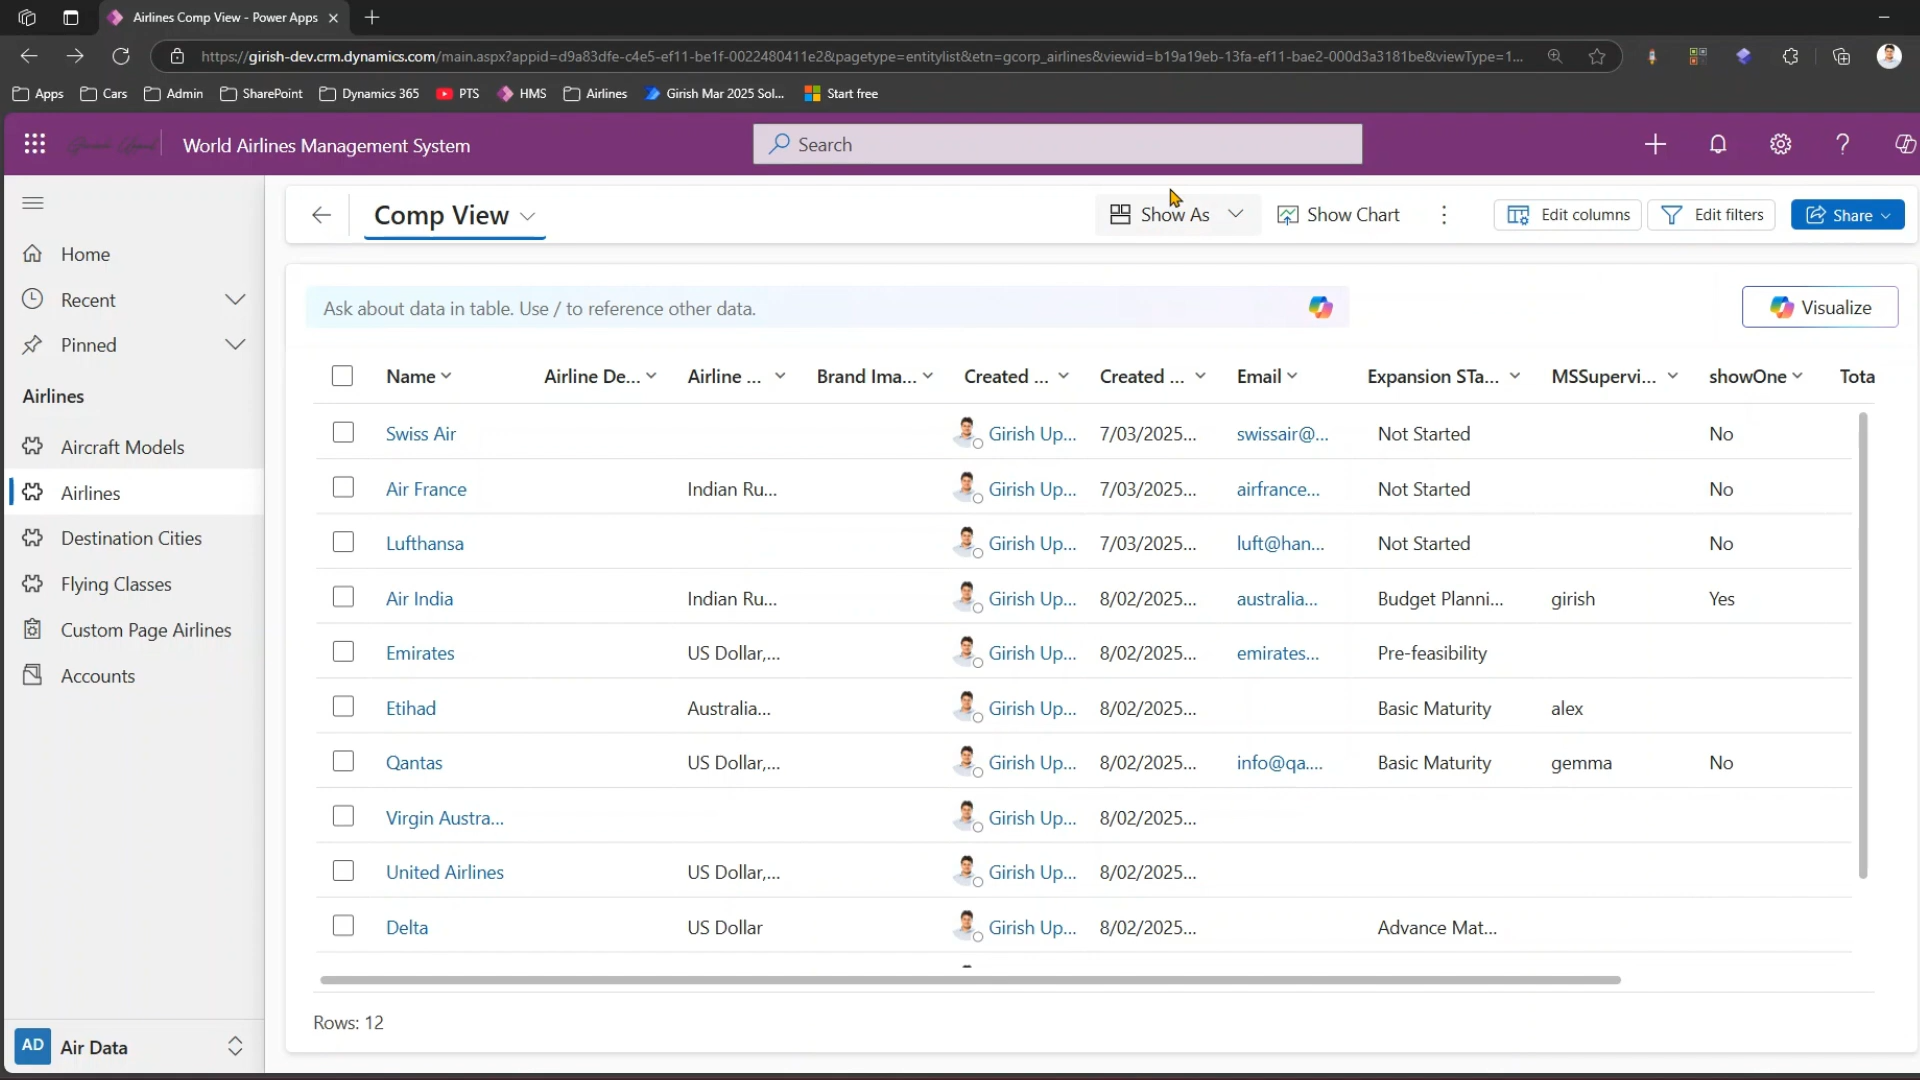 Airlines Comp View - Power Apps
https://girish-dev.crm.dynamics.com/main.aspx?appid=d9a83dfe-c4e5-ef11-be1f-0022480411e2&pagetype=entitylist&etn=gcorp_airlines&viewid=b19a19eb-13fa-ef11-bae2-000d3a3181be&viewType=1...
Apps Cars Admin SharePoint Dynamics 365 PTS HMS Airlines Girish Mar 2025 Sol... Start free
World Airlines Management System
Search
Comp View
Show As
Show Chart
Edit columns
Edit filters
Share
Home
Recent
Pinned
Airlines
Aircraft Models
Airlines
Destination Cities
Flying Classes
Custom Page Airlines
Accounts
AD Air Data
Ask about data in table. Use / to reference other data.
Visualize
Name Airline De... Airline ... Brand Ima... Created ... Created ... Email Expansion STa... MSSupervi... showOne Tota
Swiss Air Girish Up... 7/03/2025... swissair@... Not Started No
Air France Indian Ru... Girish Up... 7/03/2025... airfrance... Not Started No
Lufthansa Girish Up... 7/03/2025... luft@han... Not Started No
Air India Indian Ru... Girish Up... 8/02/2025... australia... Budget Planni... girish Yes
Emirates US Dollar,... Girish Up... 8/02/2025... emirates... Pre-feasibility
Etihad Australia... Girish Up... 8/02/2025... Basic Maturity alex
Qantas US Dollar,... Girish Up... 8/02/2025... info@qa.... Basic Maturity gemma No
Virgin Austra... Girish Up... 8/02/2025...
United Airlines US Dollar,... Girish Up... 8/02/2025...
Delta US Dollar Girish Up... 8/02/2025... Advance Mat...
Rows: 12